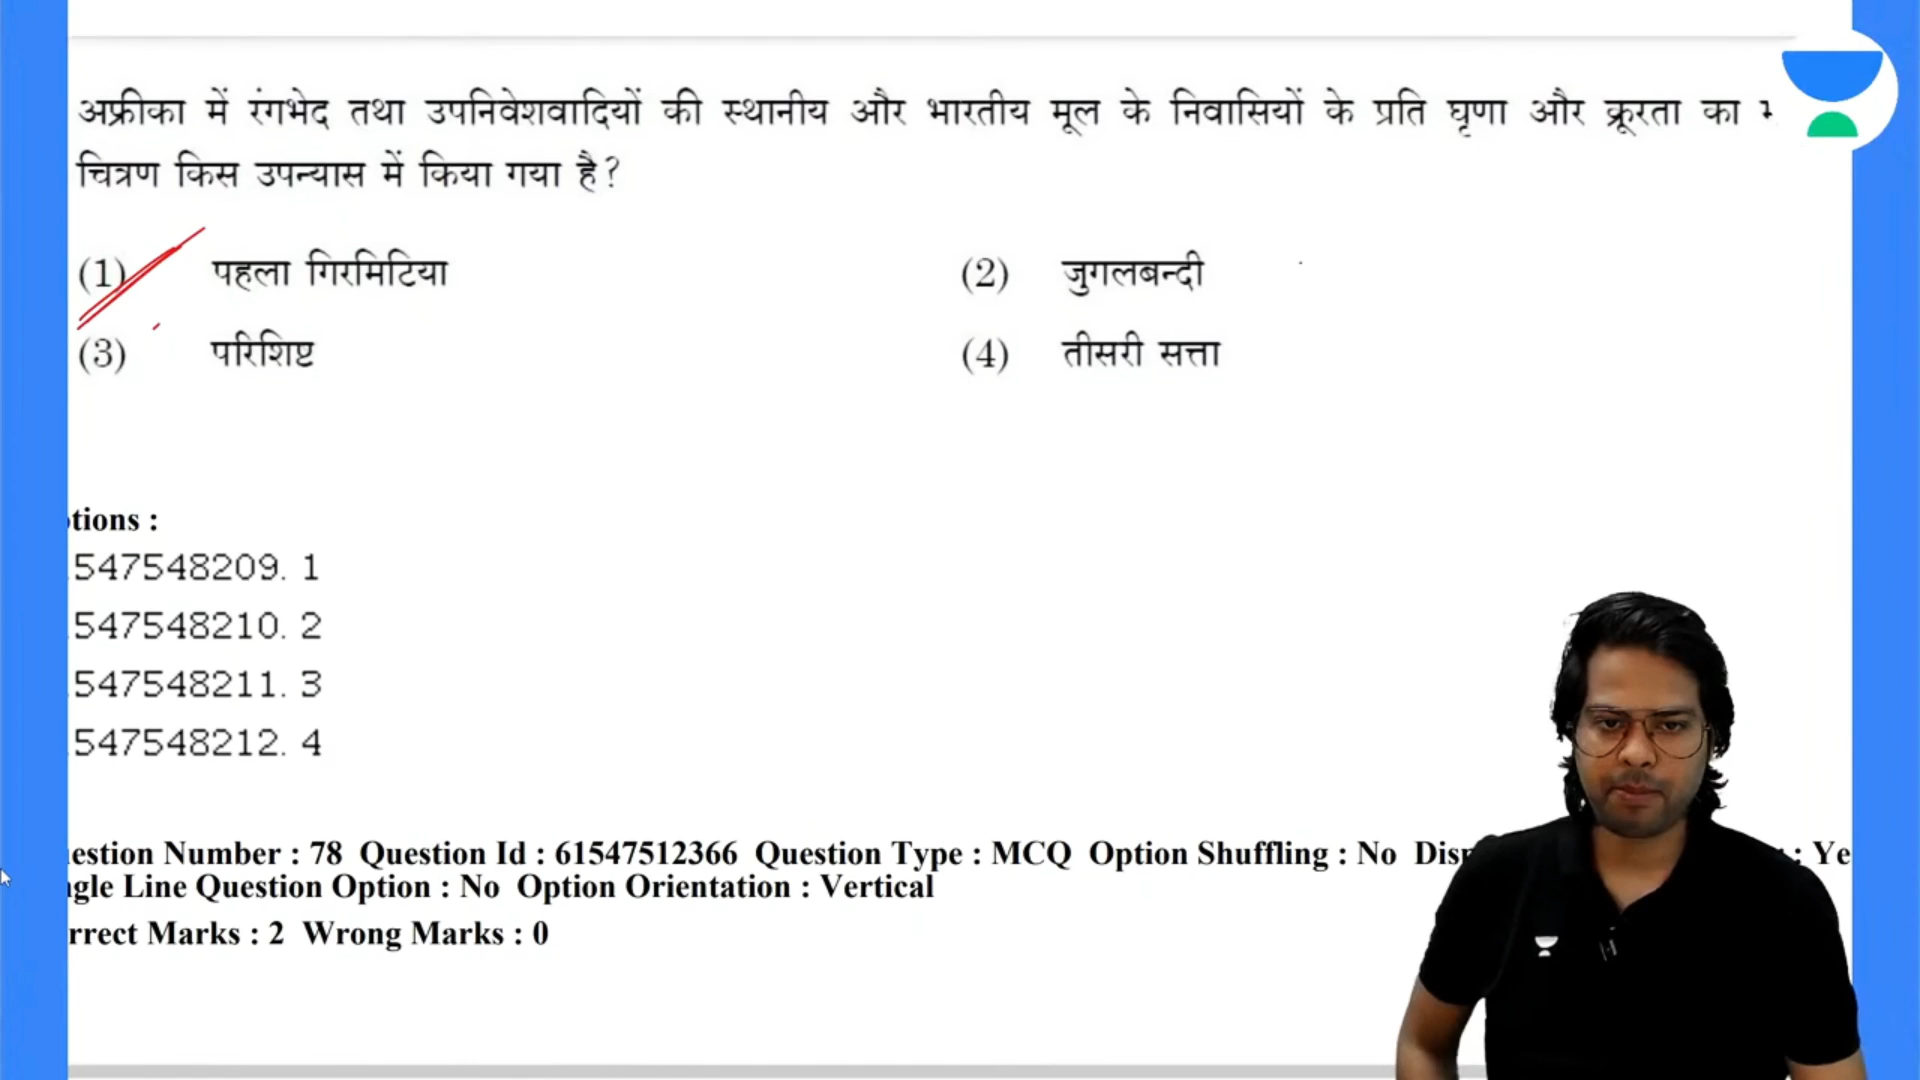 अफ्रीका में रंगभेद तथा उपनिवेशवादियों की स्थानीय और भारतीय मूल के निवासियों के प्रति घृणा और क्रूरता का
चित्रण किस उपन्यास में किया गया है?
(1) पहला गिरमिटिया (2) जुगलबन्दी
(3) परिशिष्ट (4) तीसरी सत्ता
tions :
547548209. 1
547548210. 2
547548211. 3
547548212. 4
estion Number : 78 Question Id : 61547512366 Question Type : MCQ Option Shuffling : No Dis : Ye
gle Line Question Option : No Option Orientation : Vertical
rrect Marks : 2 Wrong Marks : 0